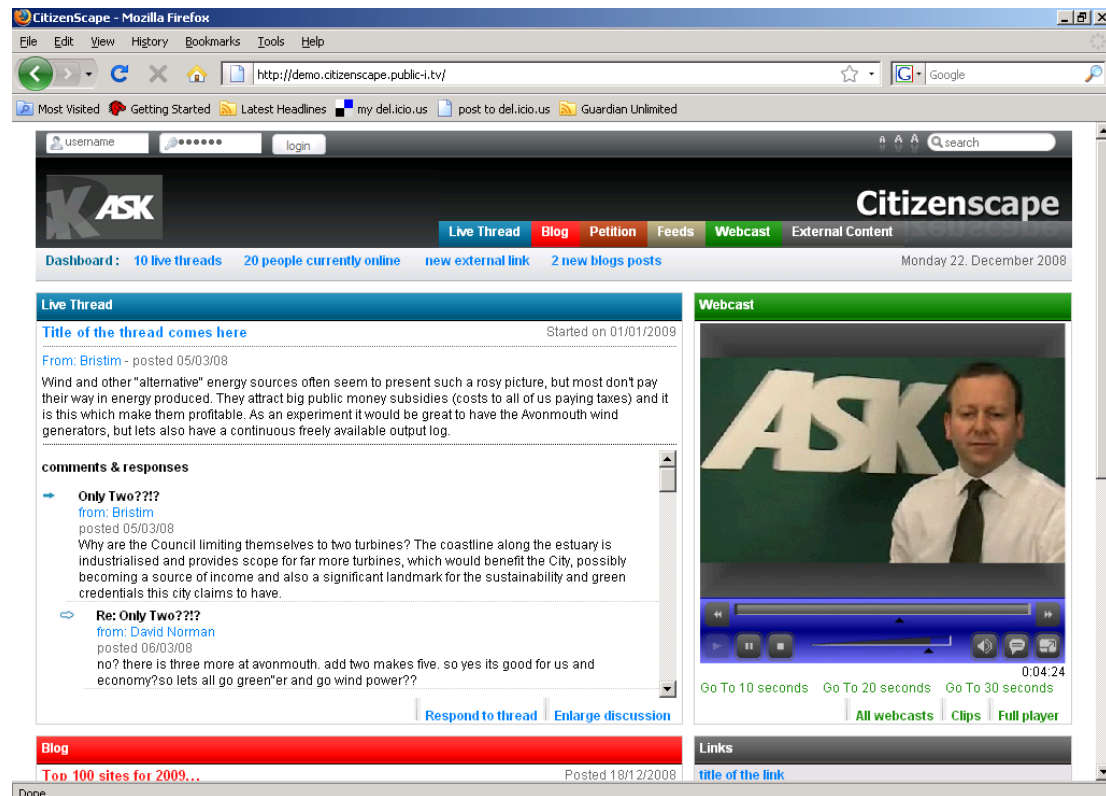 CitizenScape - Mozilla Firefox
File Edit View History Bookmarks Tools Help
http://demo.citizenscape.public-i.tv/
G Google
Most Visited Getting Started Latest Headlines my del.icio.us post to del.icio.us Guardian Unlimited
username login A A A search
ASK
Citizenscape
Live Thread Blog Petition Feeds Webcast External Content
Dashboard : 10 live threads 20 people currently online new external link 2 new blogs posts Monday 22. December 2008
Live Thread
Title of the thread comes here Started on 01/01/2009
From: Bristim - posted 05/03/08
Wind and other "alternative" energy sources often seem to present such a rosy picture, but most don't pay
their way in energy produced. They attract big public money subsidies (costs to all of us paying taxes) and it
is this which make them profitable. As an experiment it would be great to have the Avonmouth wind
generators, but lets also have a continuous freely available output log.
comments & responses
Only Two??!?
from: Bristim
posted 05/03/08
Why are the Council limiting themselves to two turbines? The coastline along the estuary is
industrialised and provides scope for far more turbines, which would benefit the City, possibly
becoming a source of income and also a significant landmark for the sustainability and green
credentials this city claims to have.
Re: Only Two??!?
from: David Norman
posted 06/03/08
no? there is three more at avonmouth. add two makes five. so yes its good for us and
economy?so lets all go green"er and go wind power??
Respond to thread Enlarge discussion
Webcast
ASK
0:04:24
Go To 10 seconds Go To 20 seconds Go To 30 seconds
All webcasts Clips Full player
Blog
Top 100 sites for 2009... Posted 18/12/2008
Links
title of the link
Done